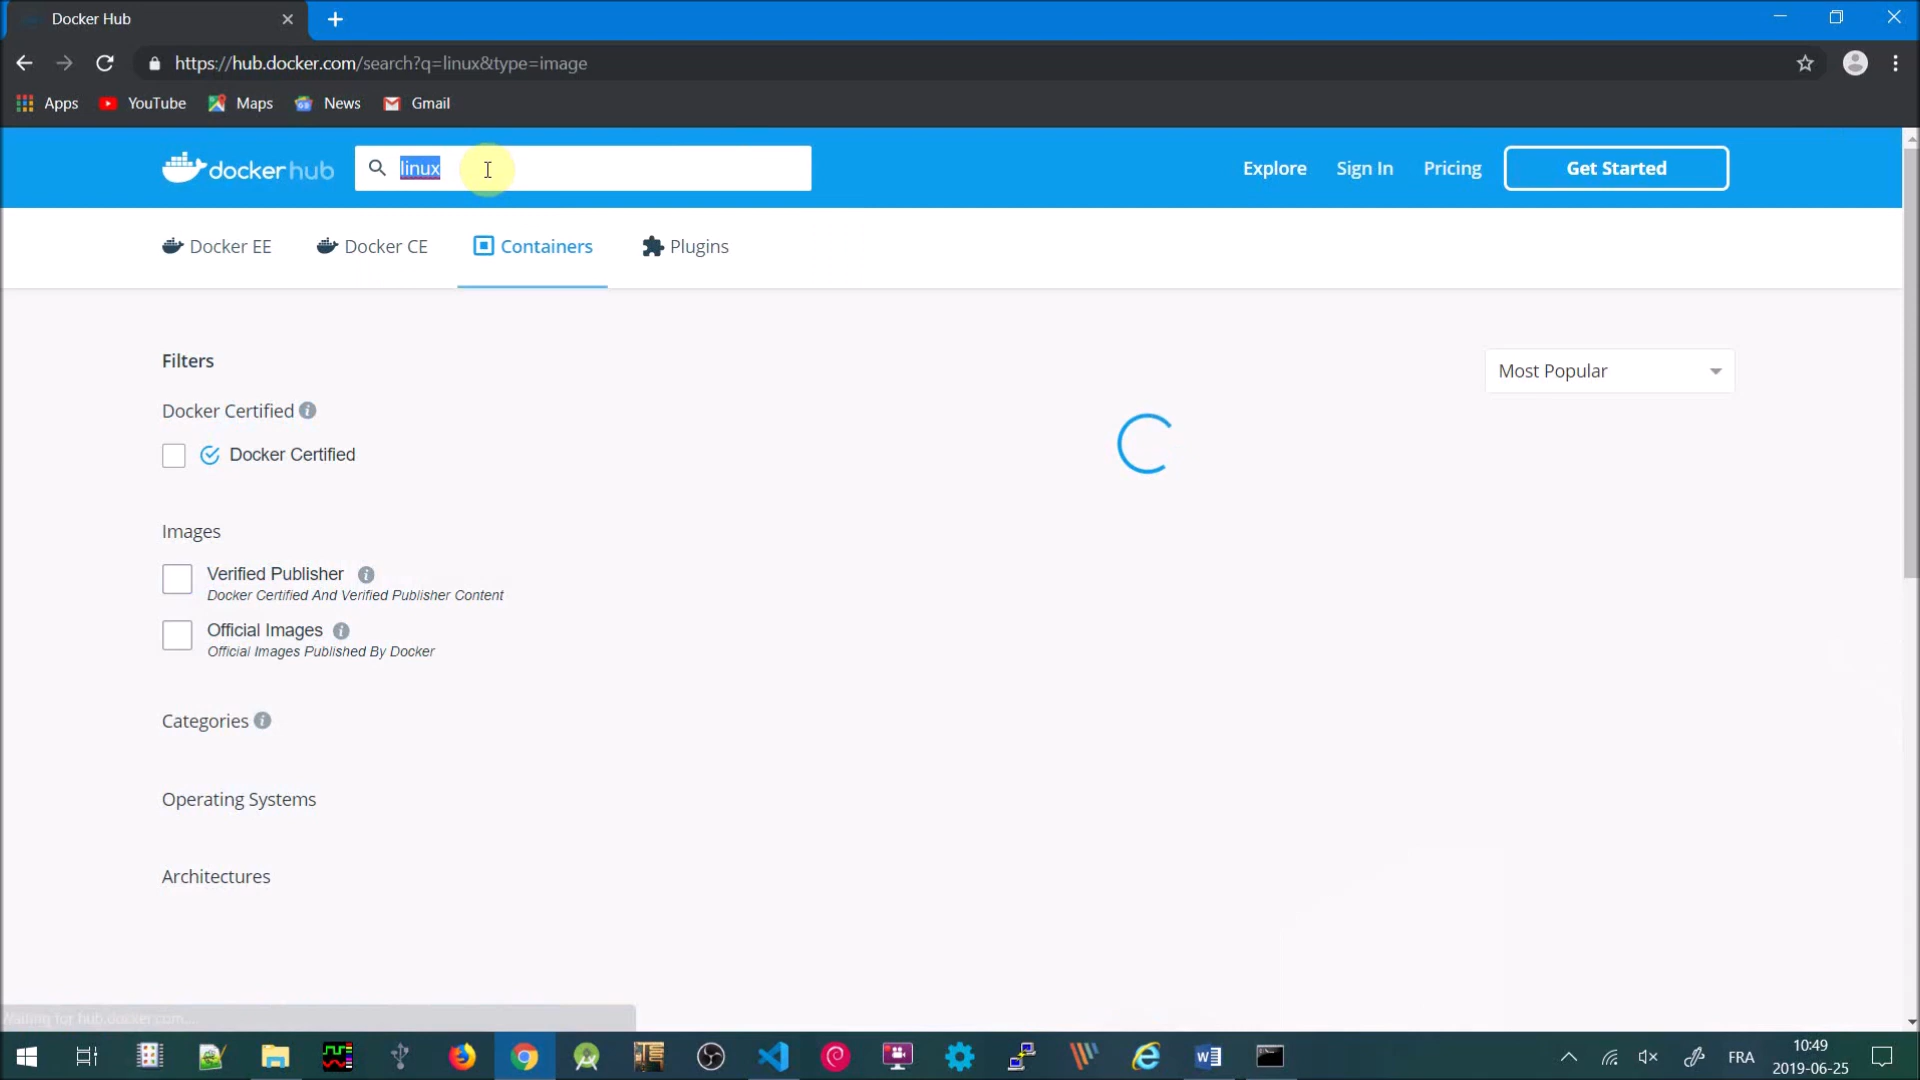 Docker Hub
https://hub.docker.com/search?q=linux&type=image
Apps YouTube Maps News Gmail
docker hub linux Explore Sign In Pricing Get Started
Docker EE Docker CE Containers Plugins
Filters
Most Popular
Docker Certified
Docker Certified
Images
Verified Publisher
Docker Certified And Verified Publisher Content
Official Images
Official Images Published By Docker
Categories
Operating Systems
Architectures
Waiting for hub.docker.com...
FRA
10:49
2019-06-25